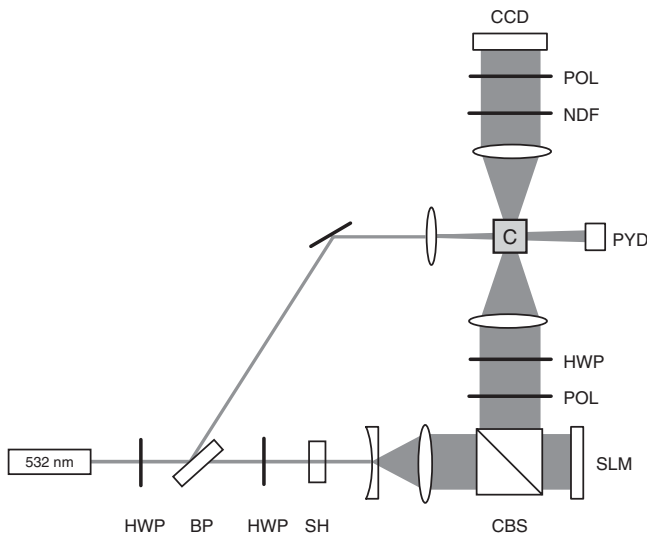 CCD
POL
NDF
C
PYD
HWP
POL
532 nm
SLM
HWP BP HWP SH CBS